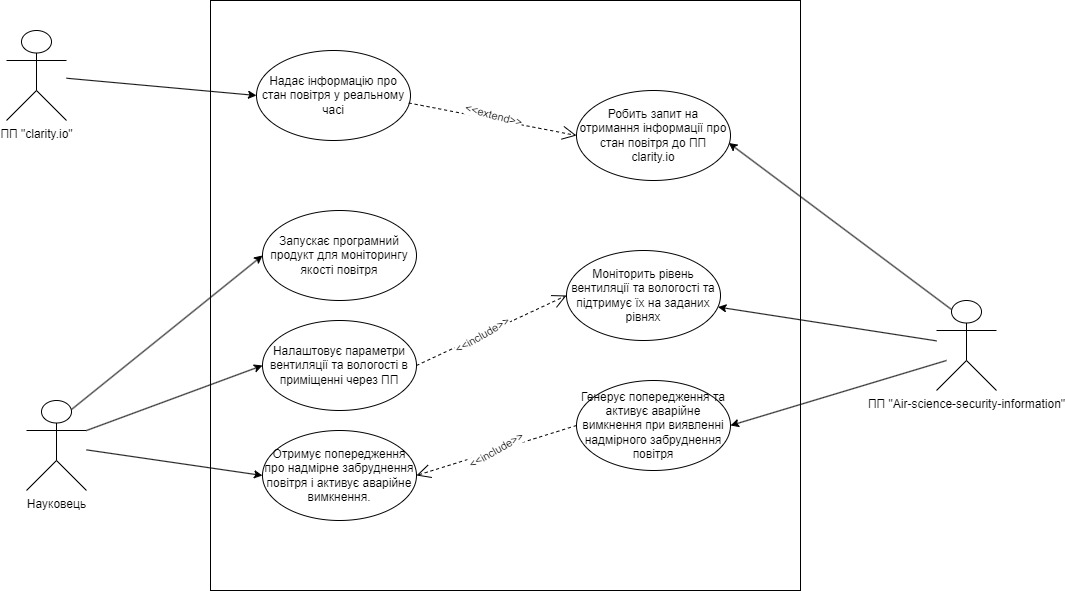 ПП "clarity.io"
Надає інформацію про
стан повітря у реальному
часі
<<extend>>
Робить запит на
отримання інформації про
стан повітря до ПП
clarity.io
Запускає програмний
продукт для моніторингу
якості повітря
Моніторить рівень
вентиляції та вологості та
підтримує їх на заданих
рівнях
<<include>>
Налаштовує параметри
вентиляції та вологості в
приміщенні через ПП
ПП "Air-science-security-information"
Генерує попередження та
активує аварійне
вимкнення при виявленні
надмірного забруднення
повітря
<<include>>
Отримує попередження
про надмірне забруднення
повітря і активує аварійне
вимкнення.
Науковець